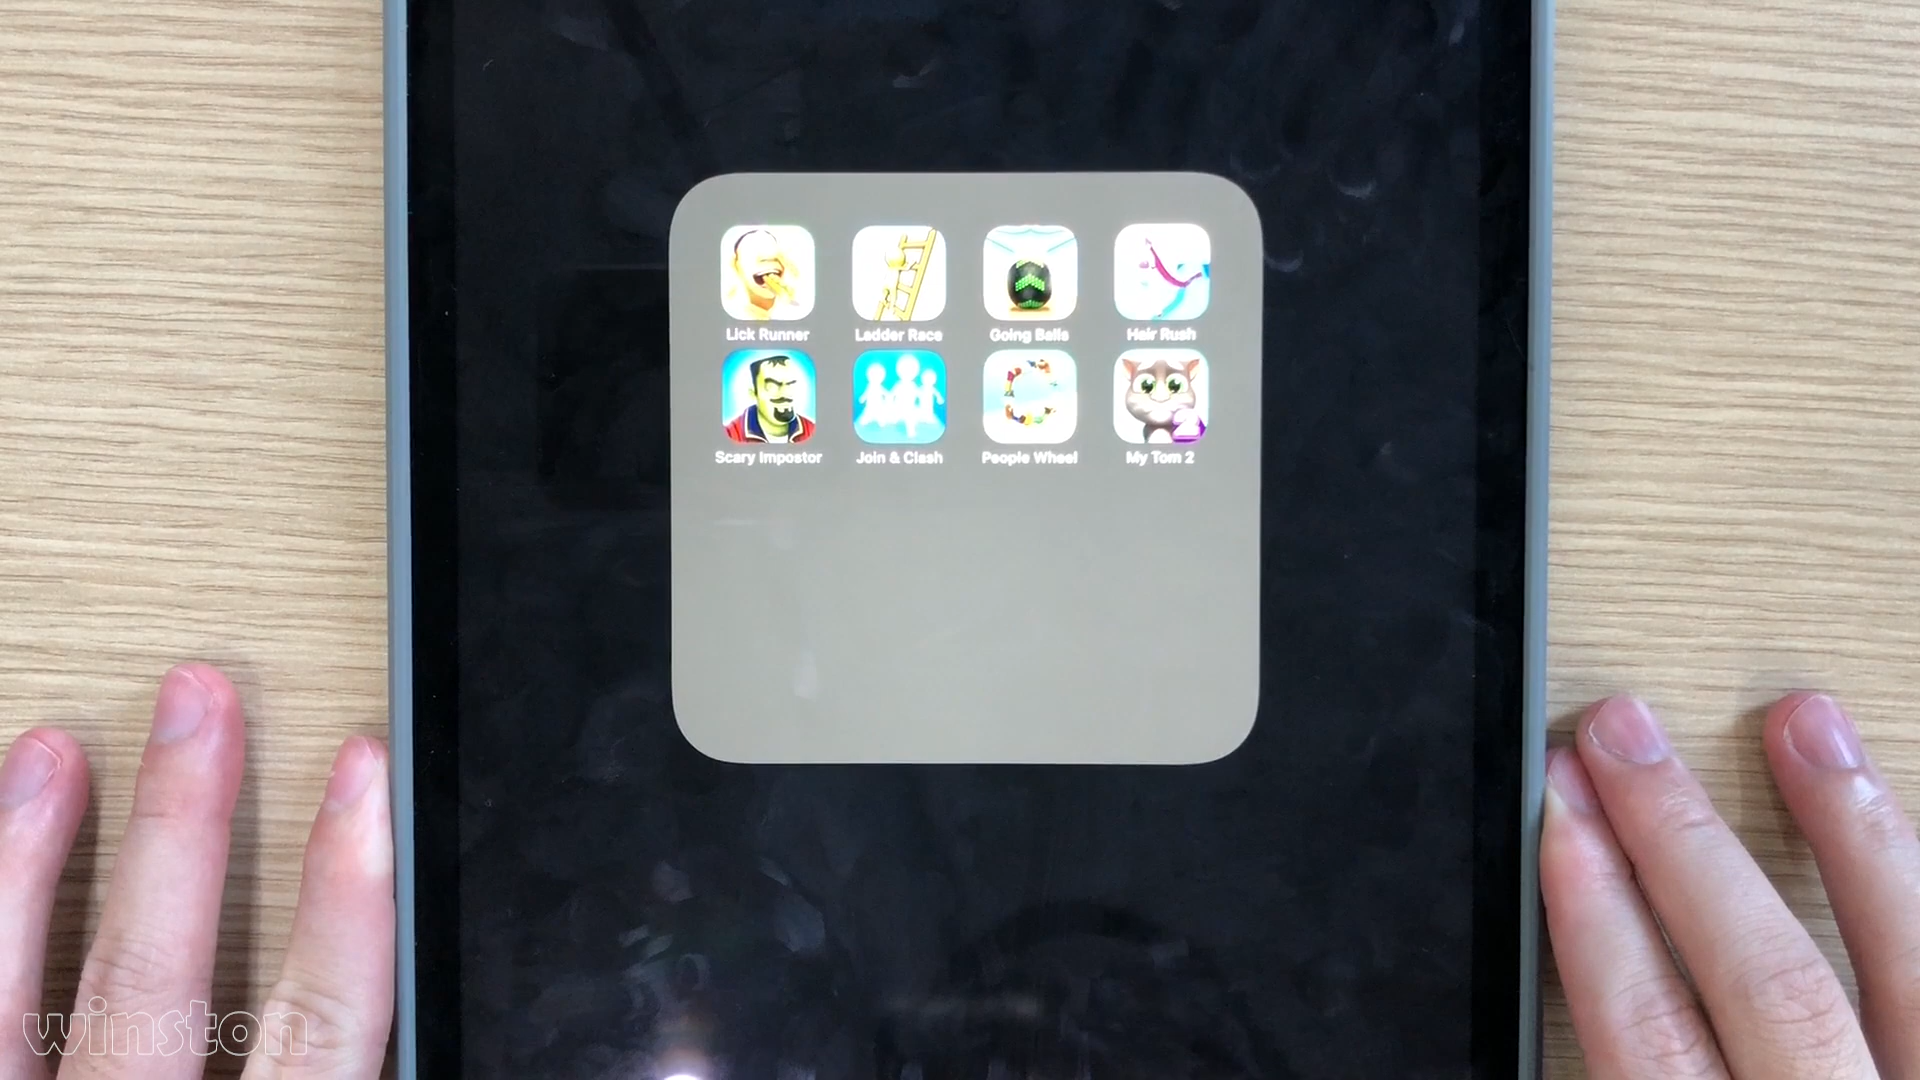 Lick Runner Ladder Race Going Balls Hair Rush
Scary Impostor Join & Clash People Wheel My Tom 2
winston